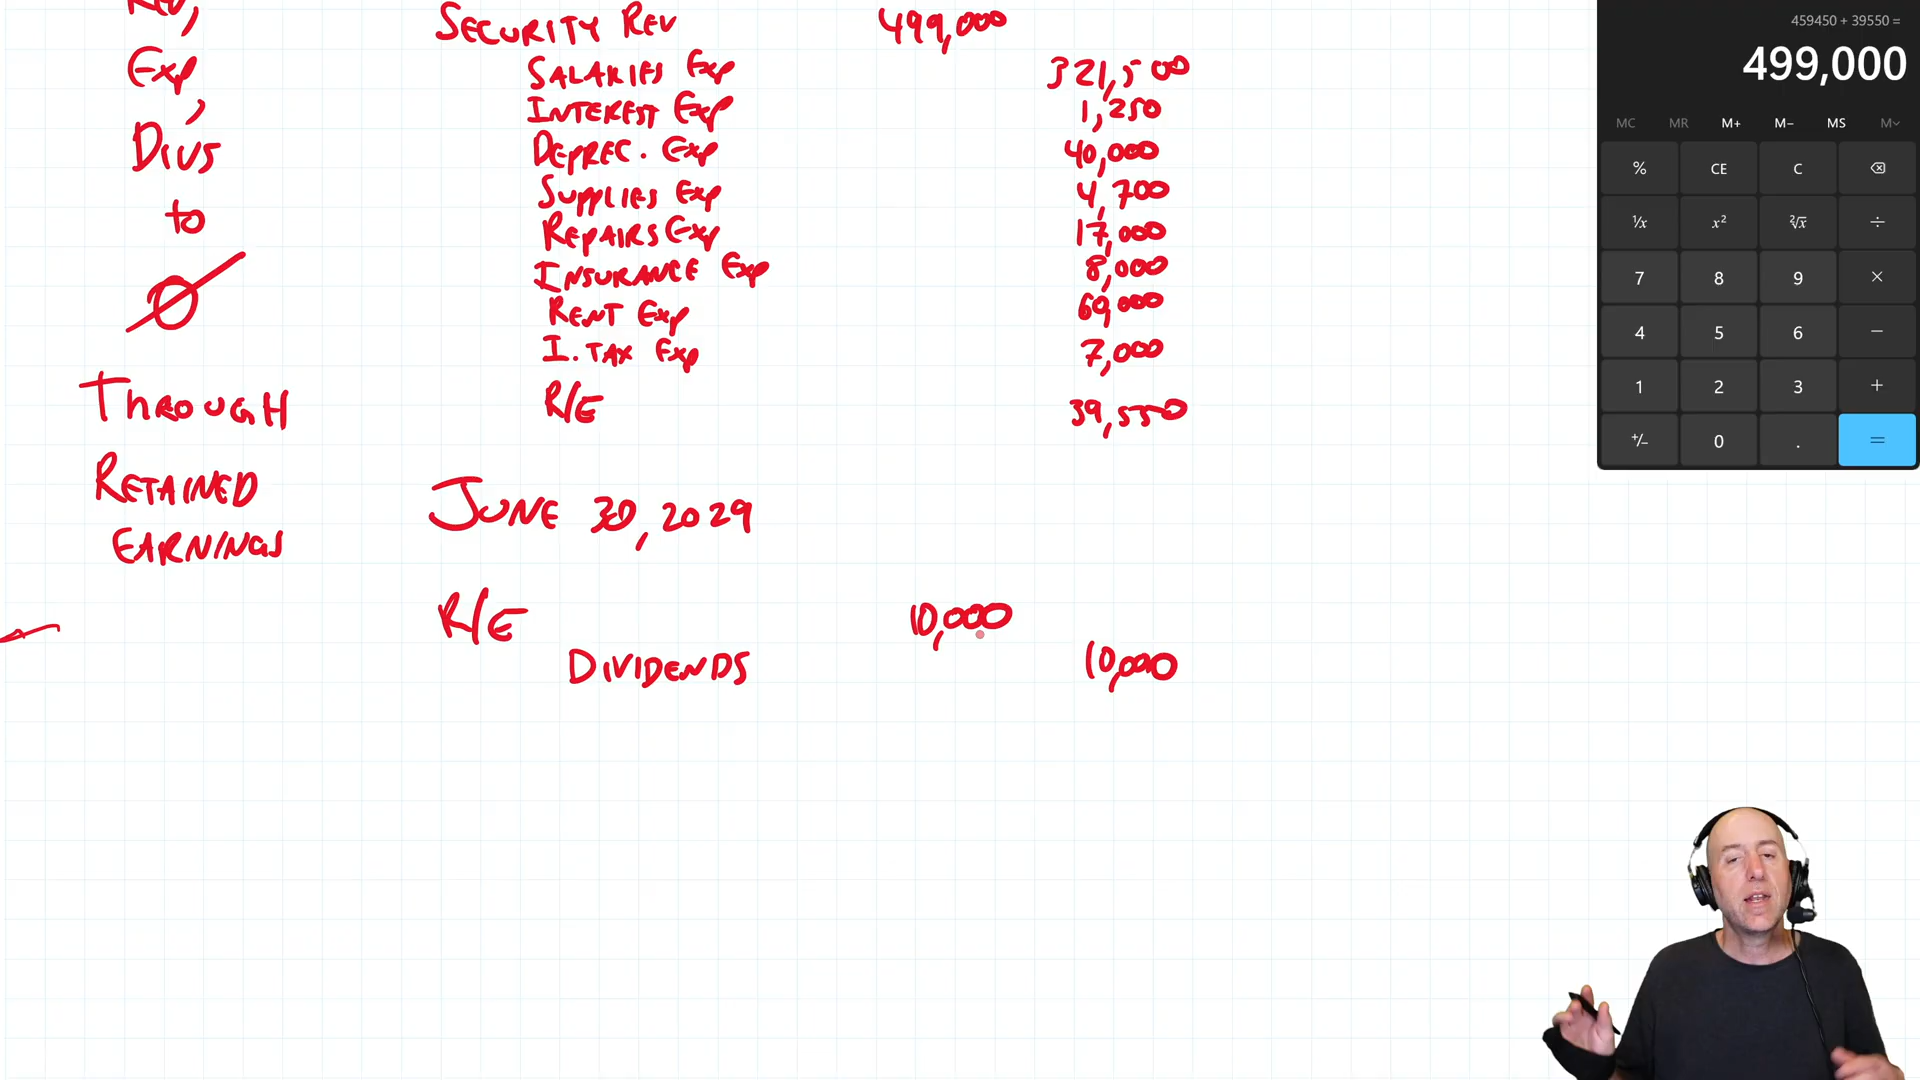 Rev,
Exp,
Divs
to
Ø
THROUGH
RETAINED
EARNINGS
SECURITY REV 499,000
SALARIES Exp 321,500
INTEREST Exp 1,250
DEPREC. Exp 40,000
SUPPLIES Exp 4,700
REPAIRS Exp 17,000
INSURANCE Exp 8,000
RENT Exp 60,000
I. TAX Exp 7,000
R/E 39,550
JUNE 30, 2029
R/E 10,000
DIVIDENDS 10,000
459450 + 39550 =
499,000
MC MR M+ M− MS M˅
% CE C ⌫
¹/x x² ²√x ÷
7 8 9 ×
4 5 6 −
1 2 3 +
+/− 0 . =